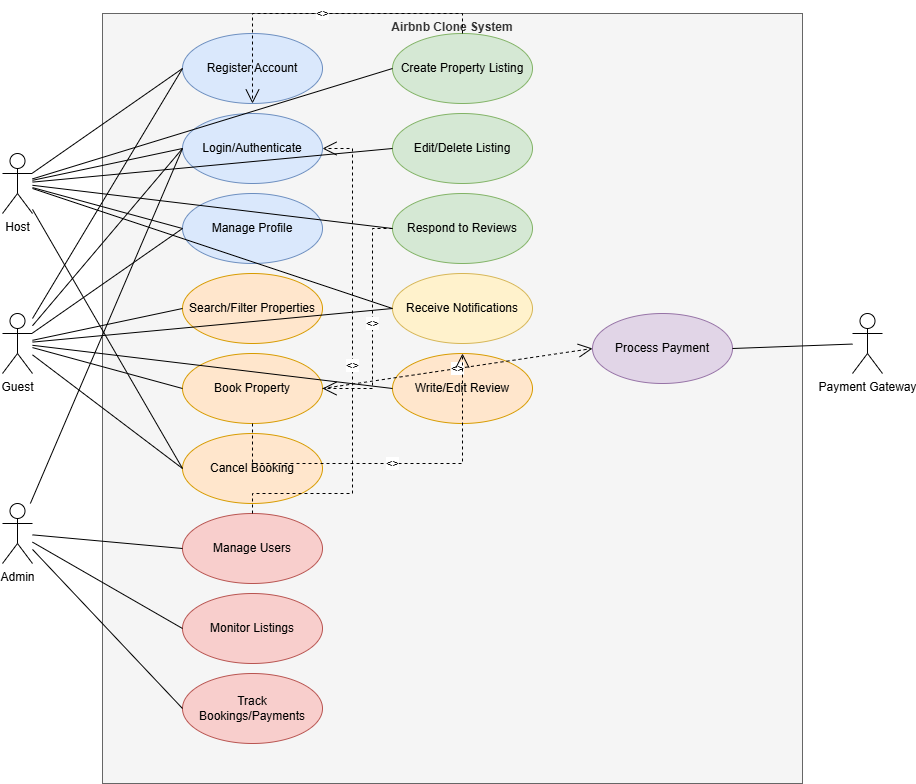 <>
Airbnb Clone System
Register Account
Create Property Listing
Login/Authenticate
Edit/Delete Listing
Host
Manage Profile
Respond to Reviews
Search/Filter Properties
Receive Notifications
<>
Process Payment
Guest
Payment Gateway
<>
<>
Book Property
Write/Edit Review
Cancel Booking
<>
Admin
Manage Users
Monitor Listings
Track
Bookings/Payments